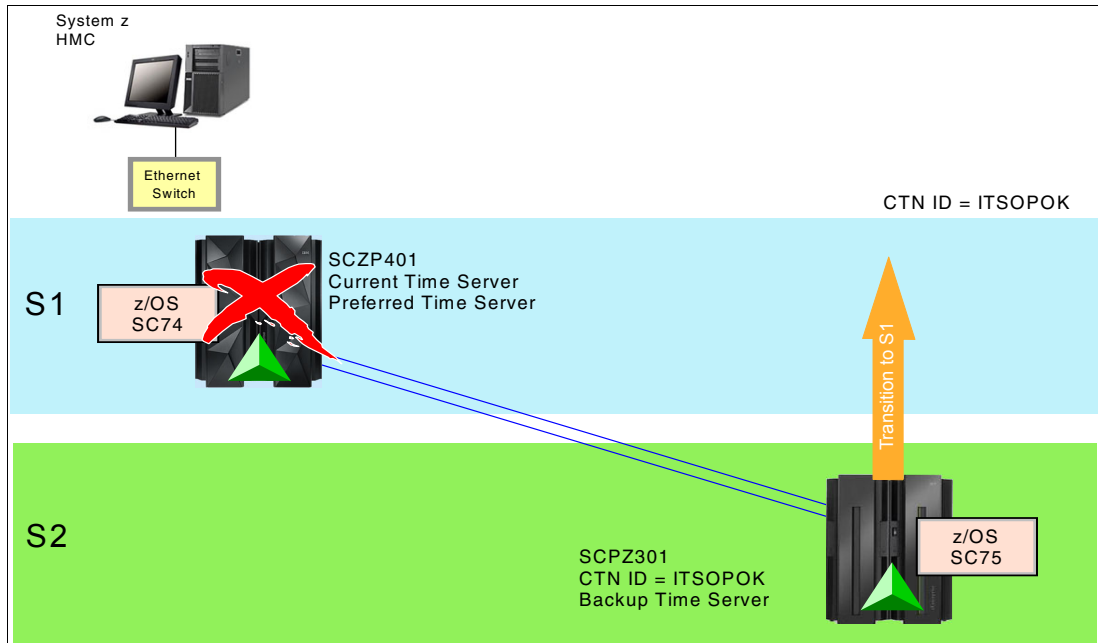 System z
HMC
Ethernet
Switch
CTN ID = ITSOPOK
S1
z/OS
SC74
SCZP401
Current Time Server
Preferred Time Server
Transition to S1
S2
SCPZ301
CTN ID = ITSOPOK
Backup Time Server
z/OS
SC75